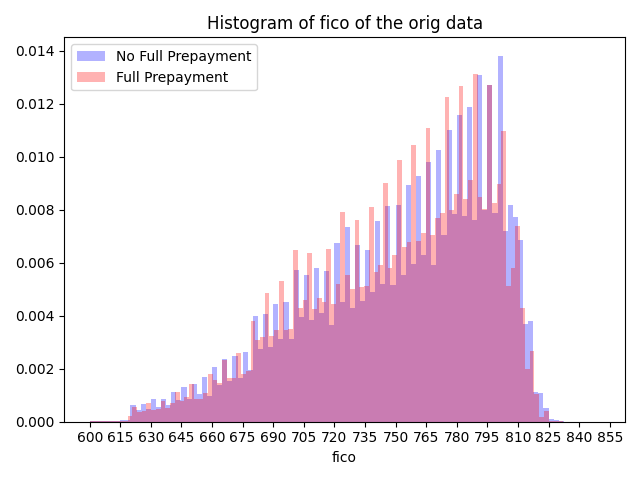 Histogram of fico of the orig data
No Full Prepayment
Full Prepayment
0.014
0.012
0.010
0.008
0.006
0.004
0.002
0.000
600 615 630 645 660 675 690 705 720 735 750 765 780 795 810 825 840 855
fico